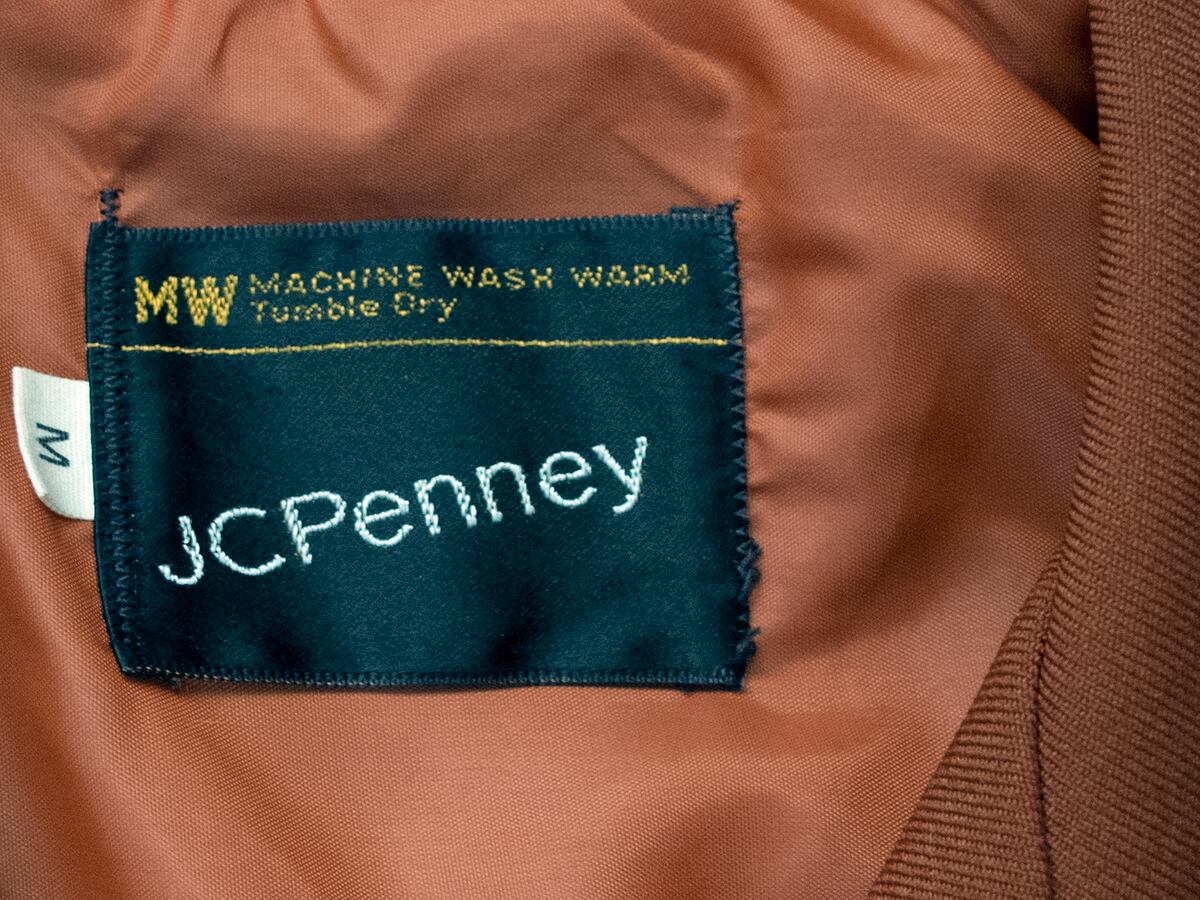 MW MACHINE WASH WARM
Tumble Dry
M
JCPenney